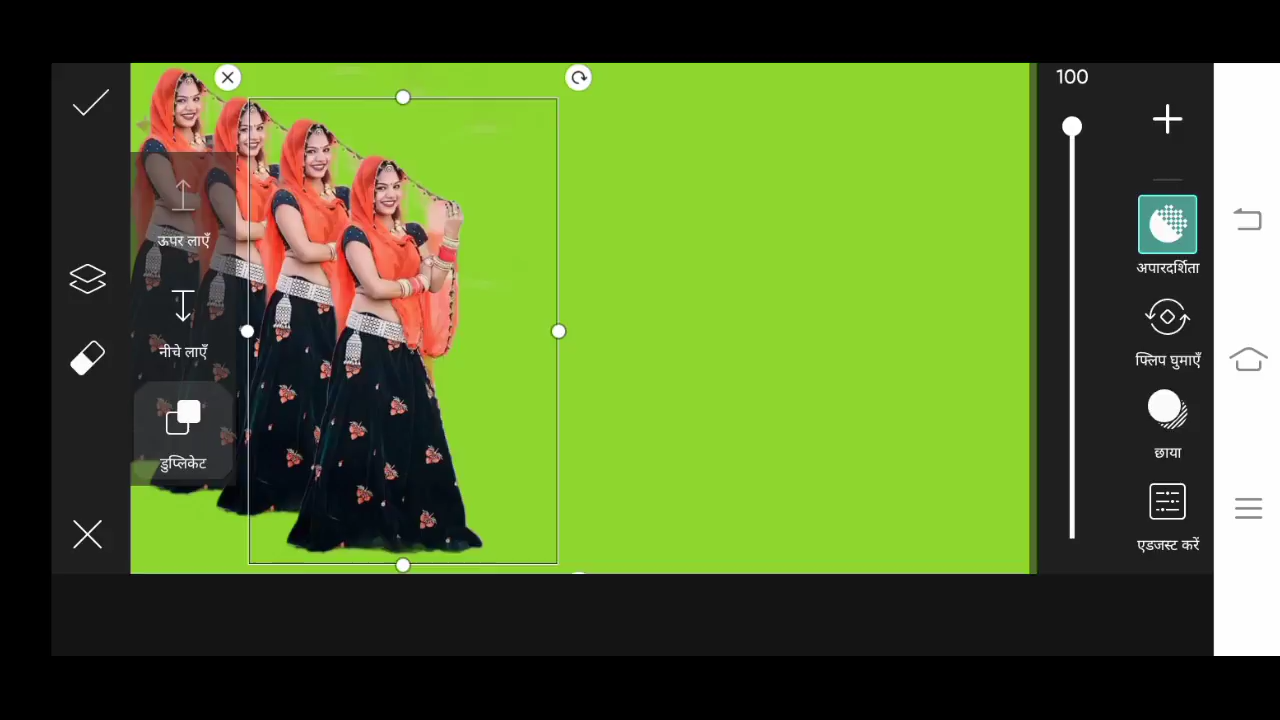 100
ऊपर लाएँ
अपारदर्शिता
नीचे लाएँ
फ्लिप घुमाएँ
डुप्लिकेट
छाया
एडजस्ट करें